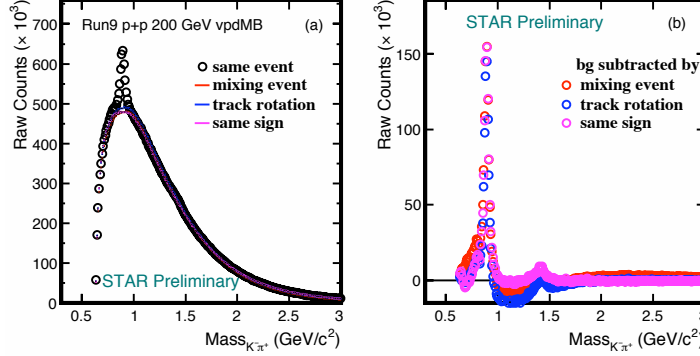 Run9 p+p 200 GeV vpdMB
(a)
Raw Counts (× 10³)
700
600
500
400
300
200
100
0
same event
mixing event
track rotation
same sign
STAR Preliminary
0.5 1 1.5 2 2.5 3
Mass K⁻π⁺ (GeV/c²)
STAR Preliminary
(b)
Raw Counts (× 10³)
150
100
50
0
bg subtracted by
mixing event
track rotation
same sign
0.5 1 1.5 2 2.5 3
Mass K⁻π⁺ (GeV/c²)